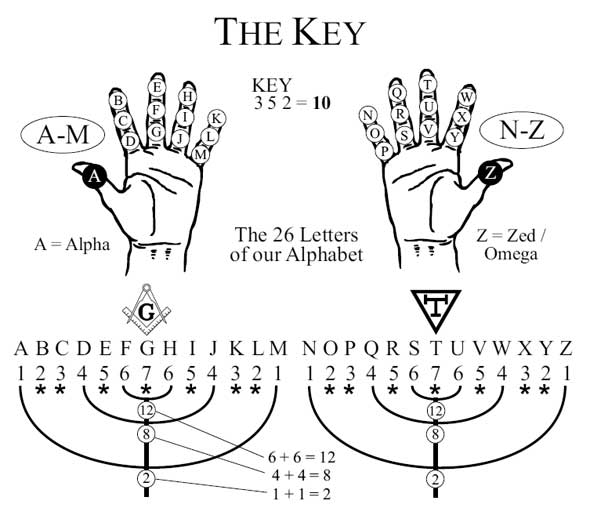 THE KEY
KEY
3 5 2 = 10
A-M
N-Z
B C D
E F G
H I J
K L M
A
N O P
Q R S
T U V
W X Y
Z
A = Alpha
The 26 Letters
of our Alphabet
Z = Zed /
Omega
G
T
A B C D E F G H I J K L M
1 2 3 4 5 6 7 6 5 4 3 2 1
* * * * * * *
12
8
2
N O P Q R S T U V W X Y Z
1 2 3 4 5 6 7 6 5 4 3 2 1
* * * * * * *
12
8
2
6 + 6 = 12
4 + 4 = 8
1 + 1 = 2